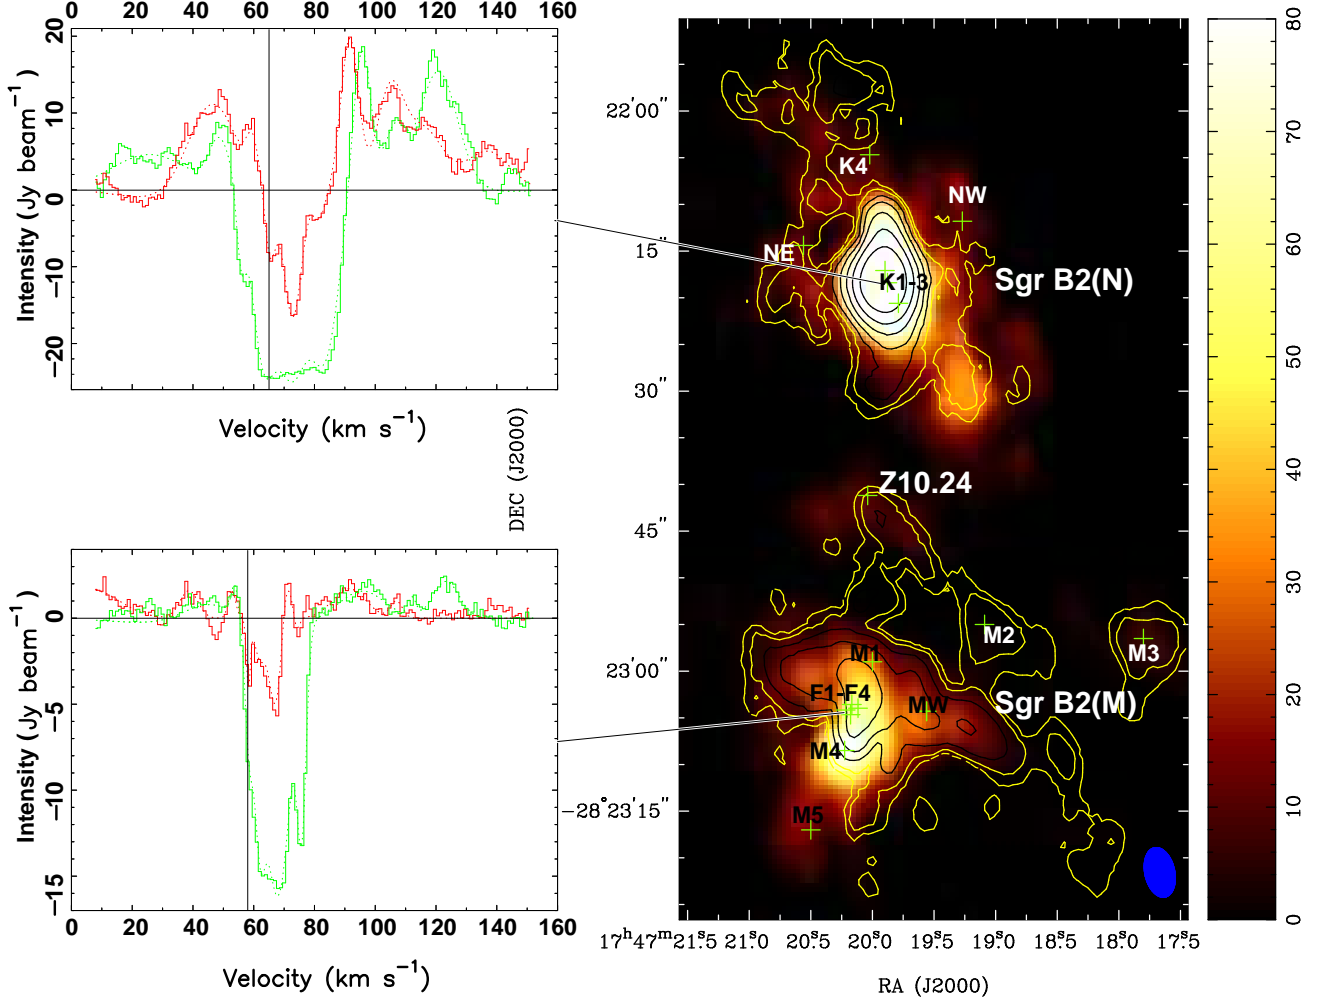 0 20 40 60 80 100 120 140 160
20
10
0
−10
−20
Intensity (Jy beam−1)
Velocity (km s−1)
0
−5
−10
−15
Intensity (Jy beam−1)
0 20 40 60 80 100 120 140 160
Velocity (km s−1)
DEC (J2000)
22′00″
15″
30″
45″
23′00″
−28°23′15″
K4
NW
NE
K1-3
Sgr B2(N)
Z10.24
M1
M2
M3
F1-F4
MW
Sgr B2(M)
M4
M5
17h47m21s.5 21s.0 20s.5 20s.0 19s.5 19s.0 18s.5 18s.0 17s.5
RA (J2000)
80
70
60
50
40
30
20
10
0